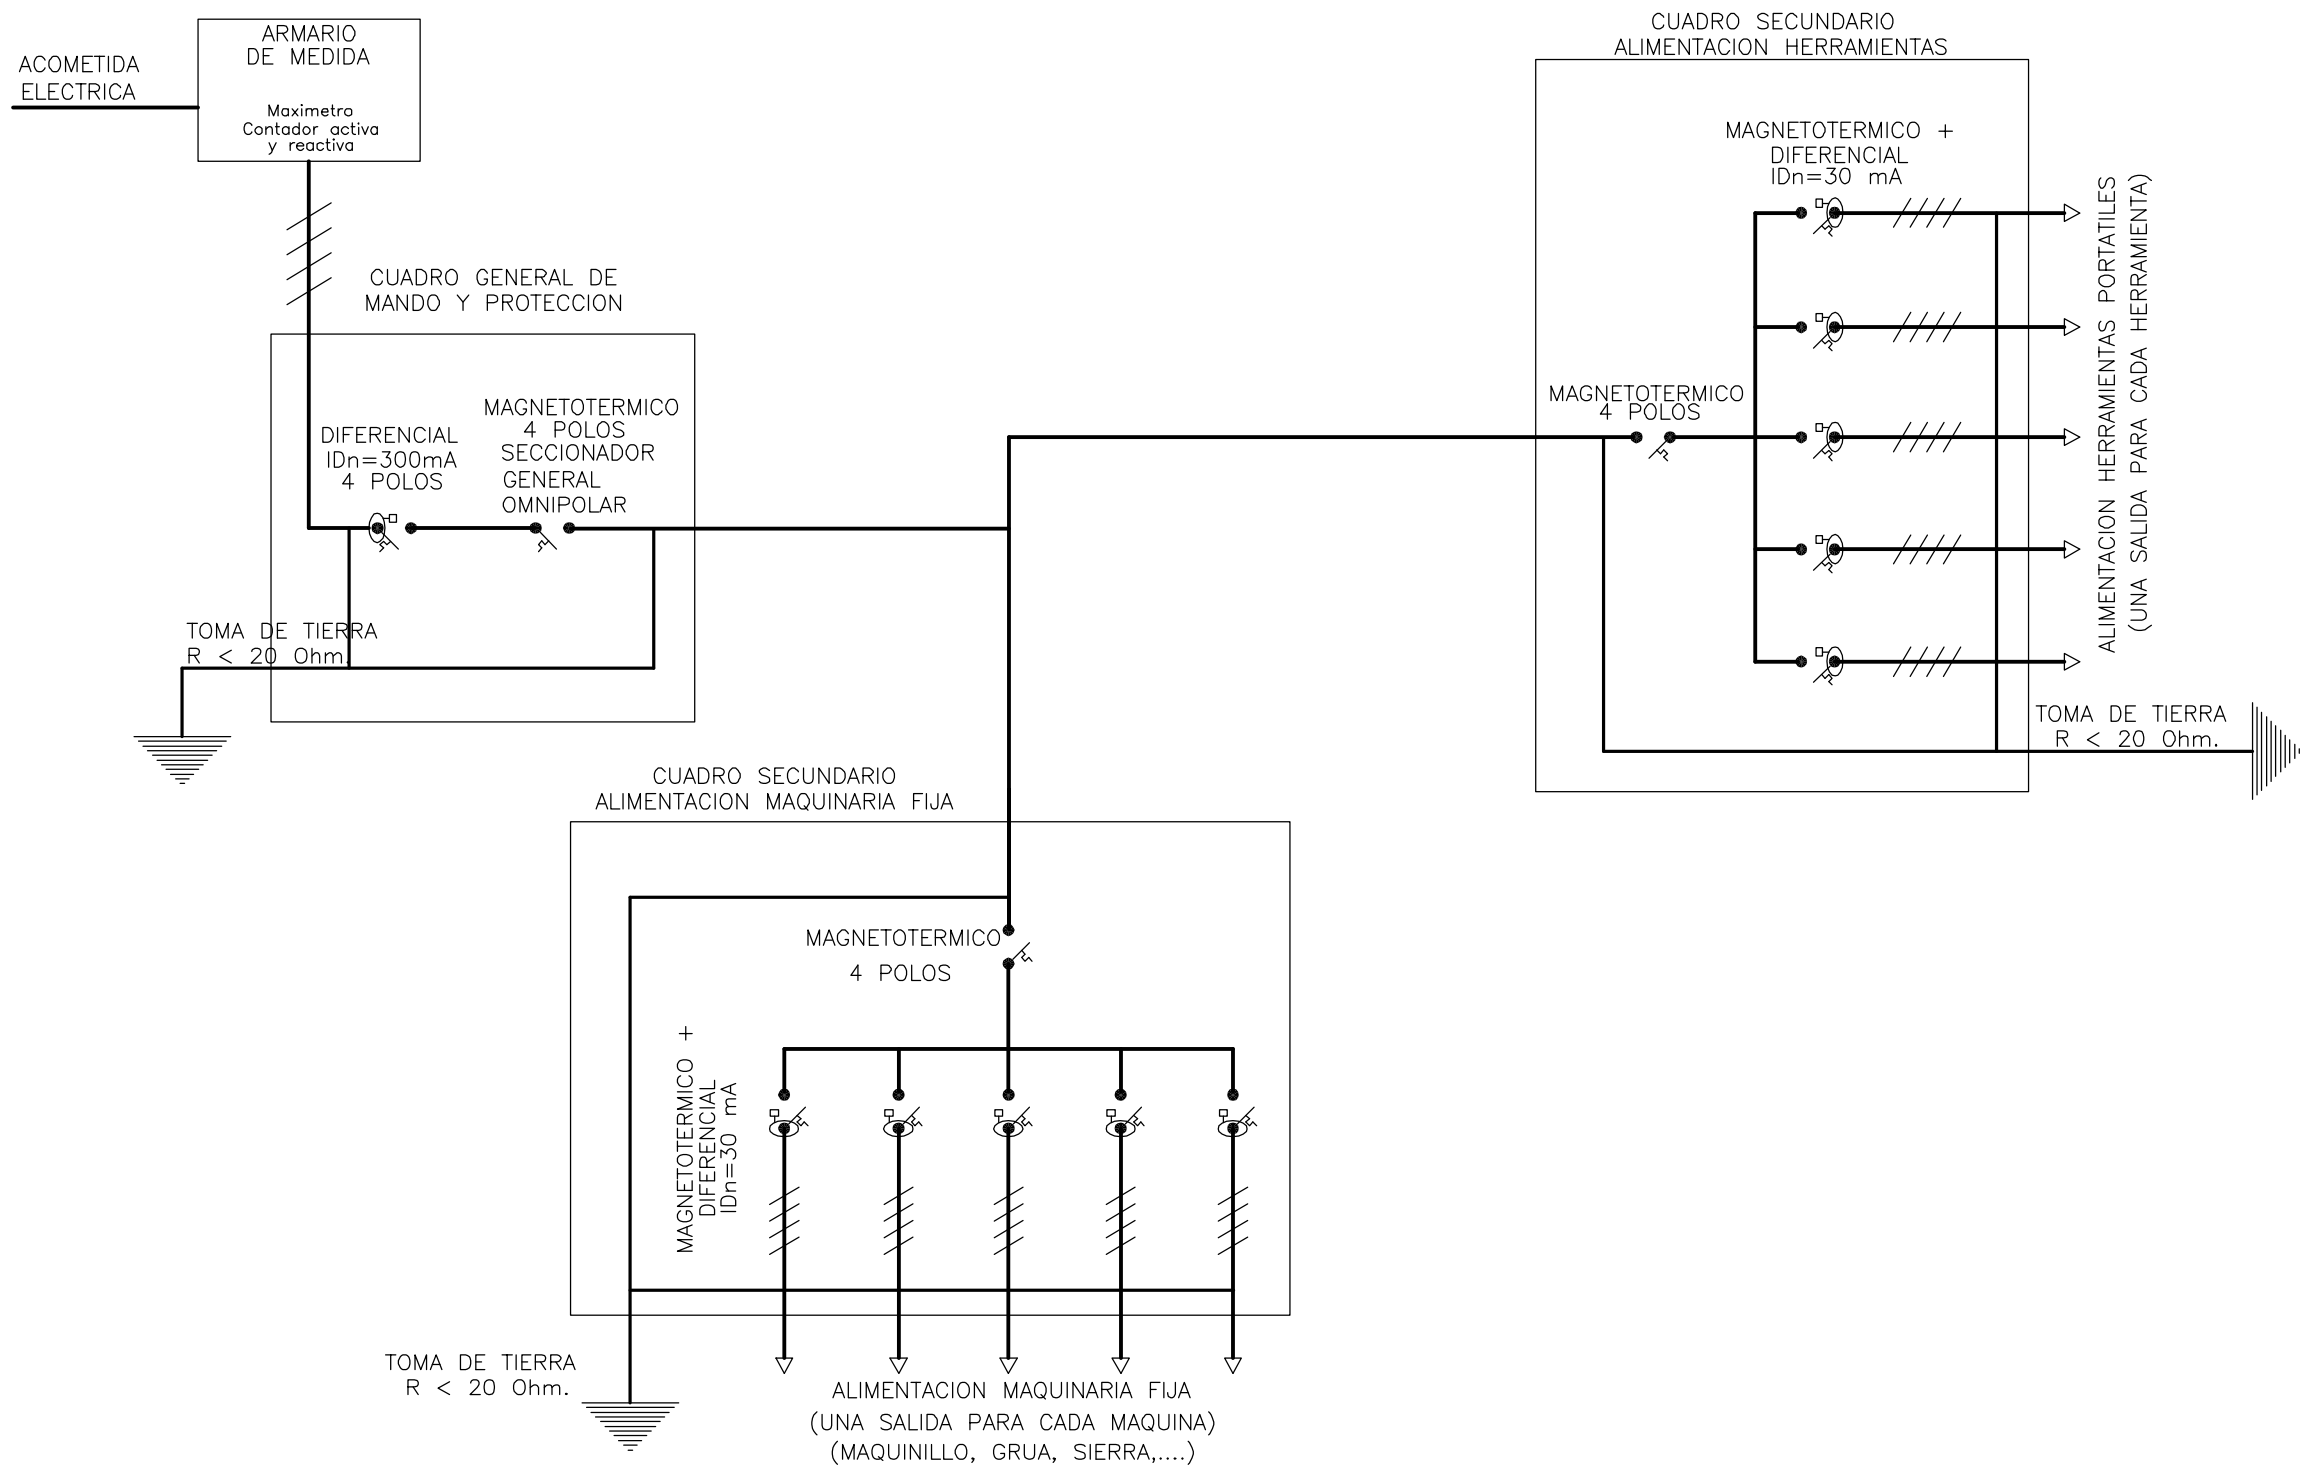 ACOMETIDA
ELECTRICA
ARMARIO
DE MEDIDA
Maximetro
Contador activa
y reactiva
CUADRO GENERAL DE
MANDO Y PROTECCION
DIFERENCIAL
IDn=300mA
4 POLOS
MAGNETOTERMICO
4 POLOS
SECCIONADOR
GENERAL
OMNIPOLAR
TOMA DE TIERRA
R < 20 Ohm.
CUADRO SECUNDARIO
ALIMENTACION HERRAMIENTAS
MAGNETOTERMICO +
DIFERENCIAL
IDn=30 mA
MAGNETOTERMICO
4 POLOS
ALIMENTACION HERRAMIENTAS PORTATILES
(UNA SALIDA PARA CADA HERRAMIENTA)
TOMA DE TIERRA
R < 20 Ohm.
CUADRO SECUNDARIO
ALIMENTACION MAQUINARIA FIJA
MAGNETOTERMICO
4 POLOS
MAGNETOTERMICO +
DIFERENCIAL
IDn=30 mA
TOMA DE TIERRA
R < 20 Ohm.
ALIMENTACION MAQUINARIA FIJA
(UNA SALIDA PARA CADA MAQUINA)
(MAQUINILLO, GRUA, SIERRA,....)